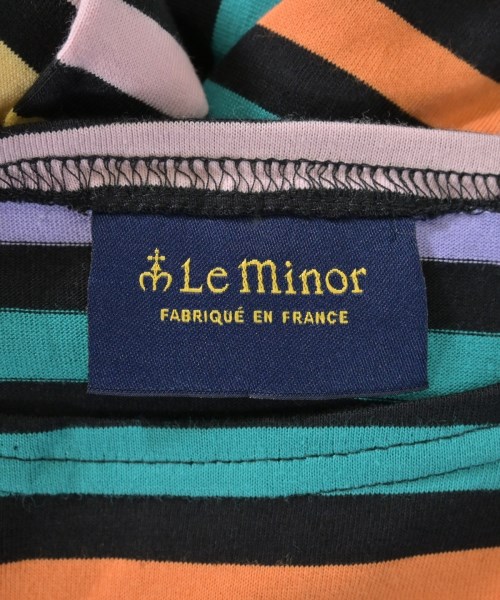 Le Minor
FABRIQUÉ EN FRANCE